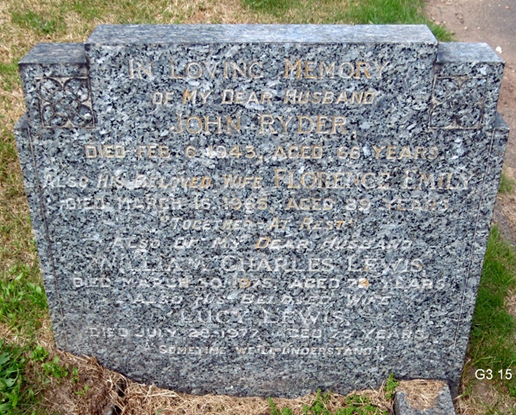 IN LOVING MEMORY
OF MY DEAR HUSBAND
JOHN RYDER
DIED FEB 6, 1943, AGED 66 YEARS
ALSO HIS BELOVED WIFE FLORENCE EMILY
DIED MARCH 16, AGED 89 YEARS
"TOGETHER AT REST"
ALSO OF MY DEAR HUSBAND
WILLIAM CHARLES LEWIS
DIED MARCH 30, 1975, AGED YEARS
ALSO HIS BELOVED WIFE
LUCY LEWIS
DIED JULY 28 1977, AGED YEARS.
"SOMETIME WE'LL UNDERSTAND"
G3 15